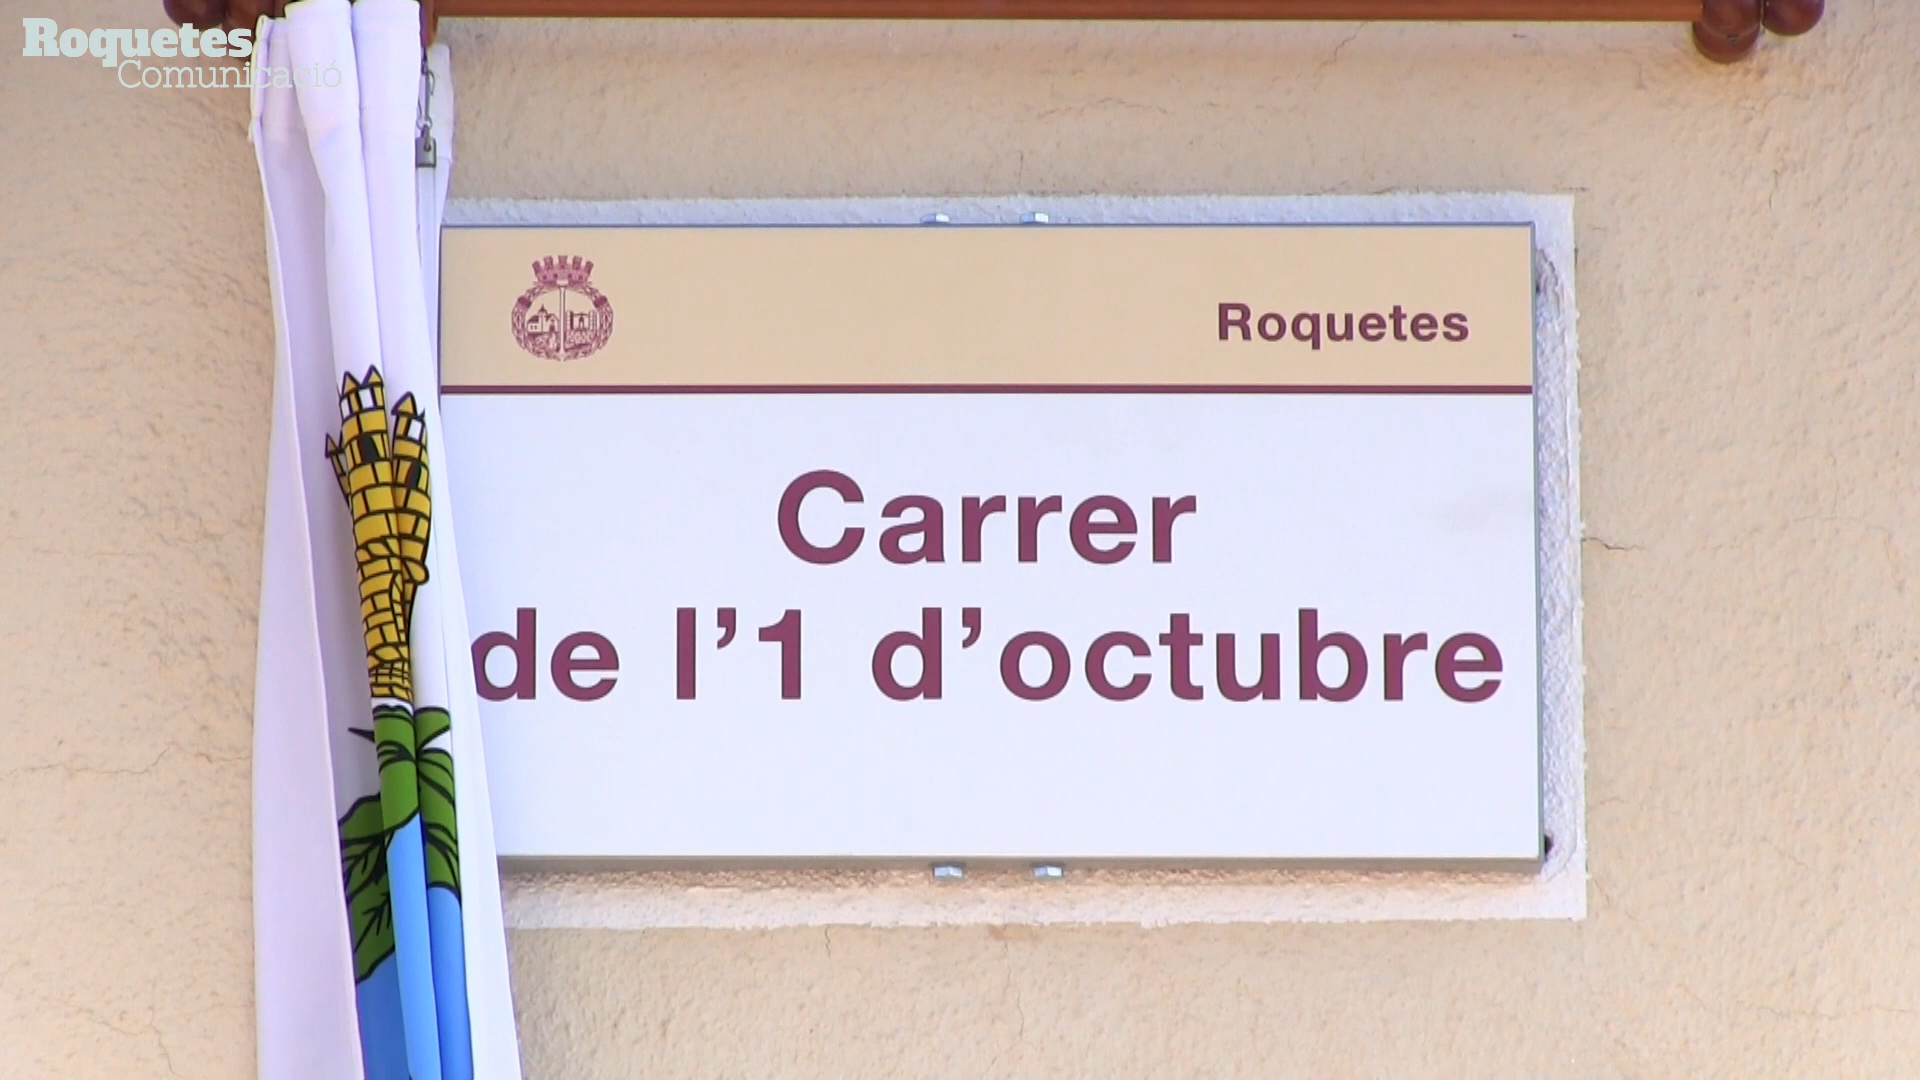 Roquetes
Comunicació
Roquetes
Carrer
de l'1 d'octubre